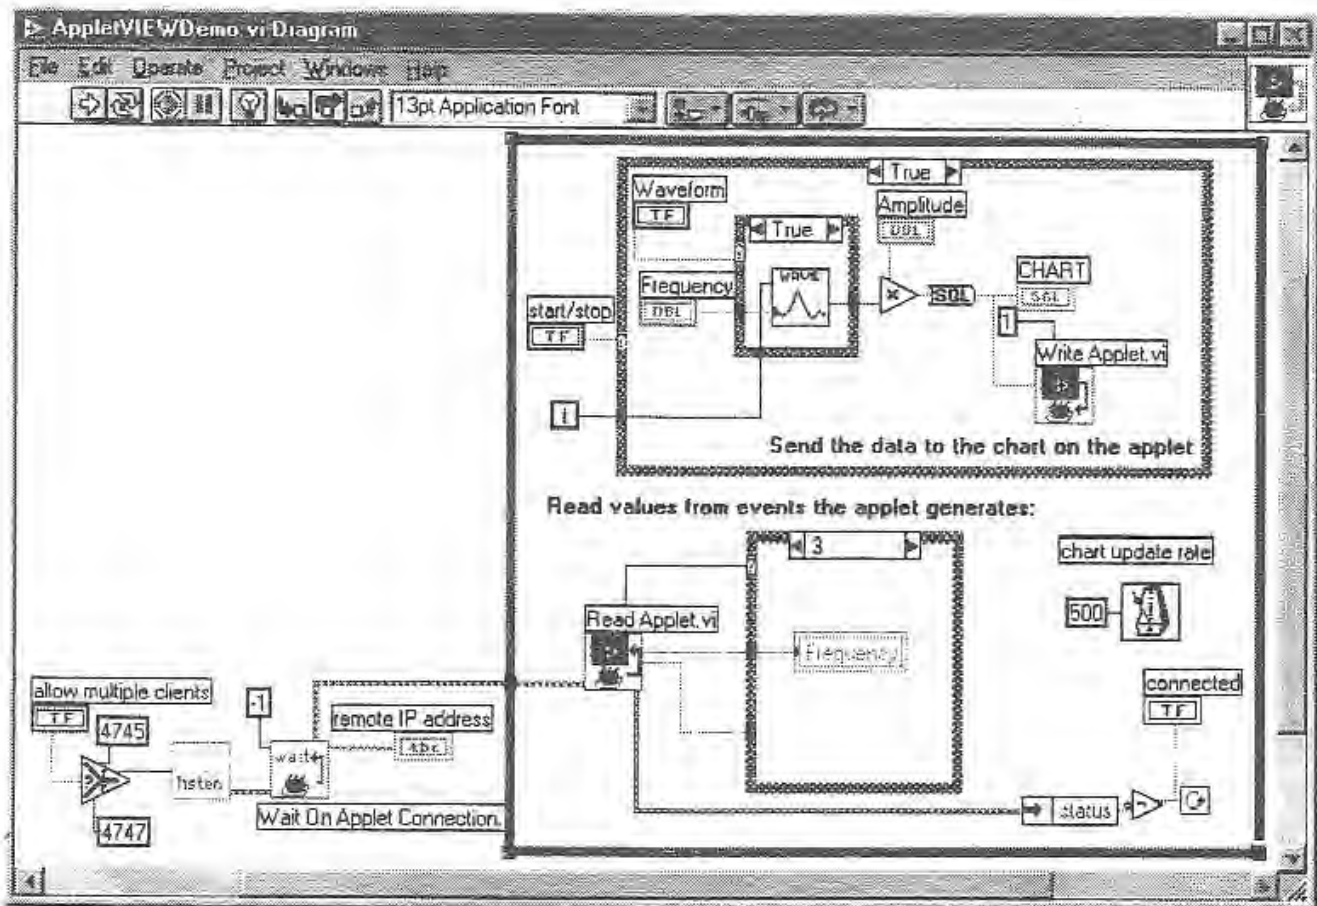 AppletVIEWDemo.vi Diagram
File Edit Operate Project Windows Help
13pt Application Font
True
Waveform
TF
Amplitude
DBL
True
WAVE
CHART
SGL
Frequency
DBL
SGL
start/stop
TF
1
Write Applet.vi
i
Send the data to the chart on the applet
Read values from events the applet generates:
3
chart update rate
500
Read Applet.vi
Frequency
connected
TF
allow multiple clients
TF
-1
remote IP address
abc
4745
wait
listen
4747
Wait On Applet Connection.
status